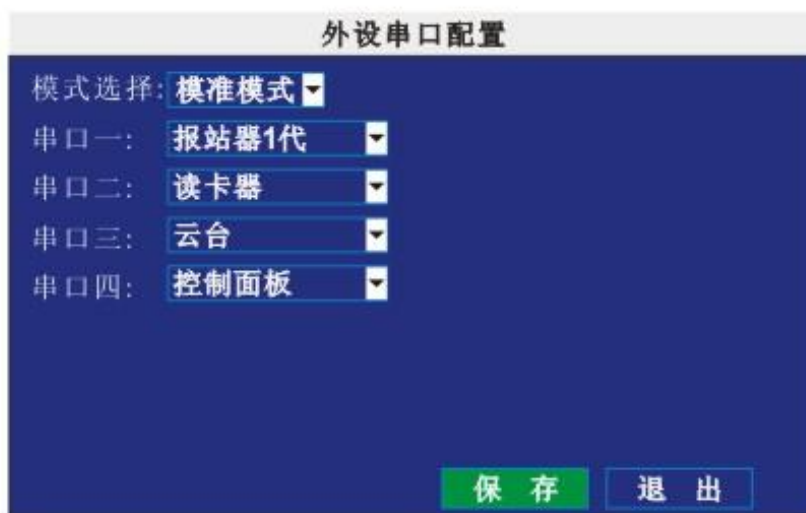 外设串口配置
模式选择: 模准模式
串口一: 报站器1代
串口二: 读卡器
串口三: 云台
串口四: 控制面板
保 存 退 出